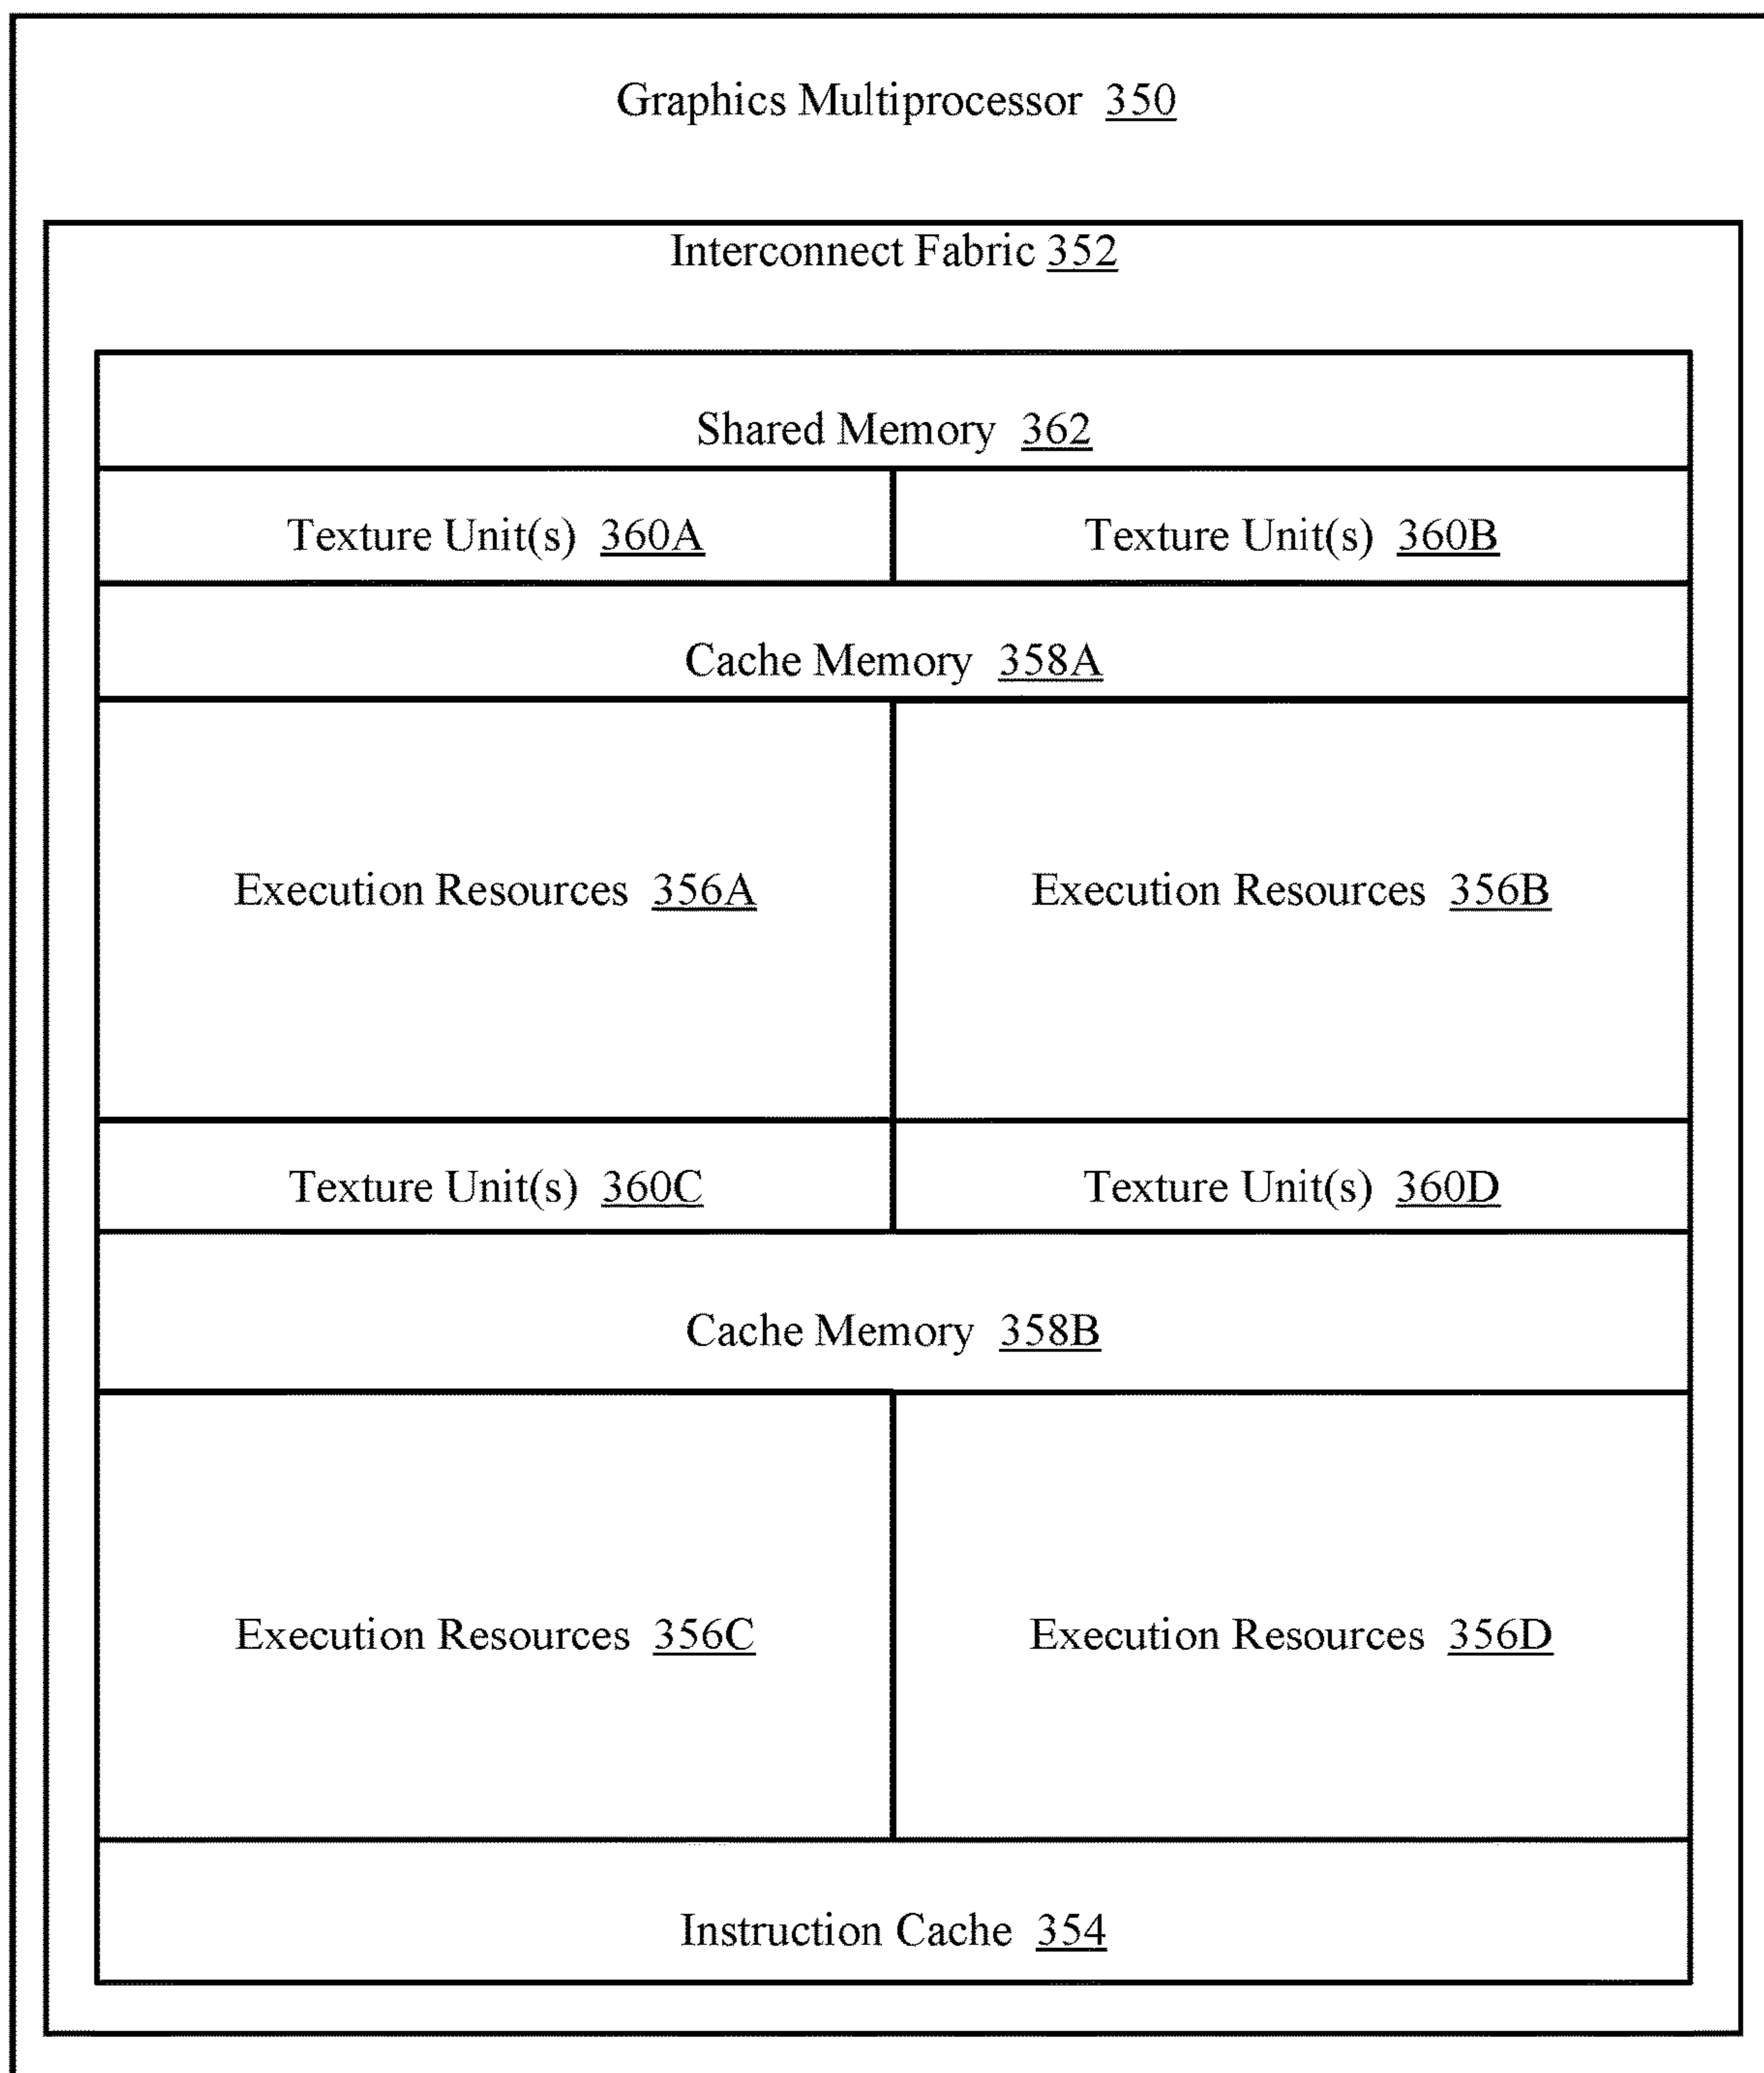 Graphics Multiprocessor 350
Interconnect Fabric 352
Shared Memory 362
Texture Unit(s) 360A
Texture Unit(s) 360B
Cache Memory 358A
Execution Resources 356A
Execution Resources 356B
Texture Unit(s) 360C
Texture Unit(s) 360D
Cache Memory 358B
Execution Resources 356C
Execution Resources 356D
Instruction Cache 354